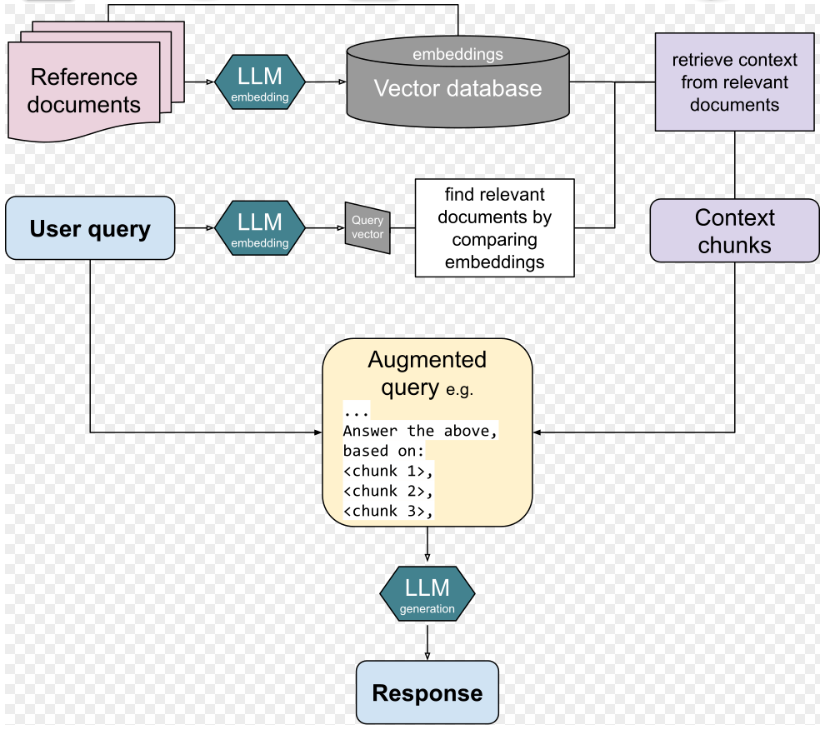 Reference
documents
LLM
embedding
embeddings
Vector database
retrieve context
from relevant
documents
User query
LLM
embedding
Query
vector
find relevant
documents by
comparing
embeddings
Context
chunks
Augmented
query e.g.
...
Answer the above,
based on:
<chunk 1>,
<chunk 2>,
<chunk 3>,
LLM
generation
Response